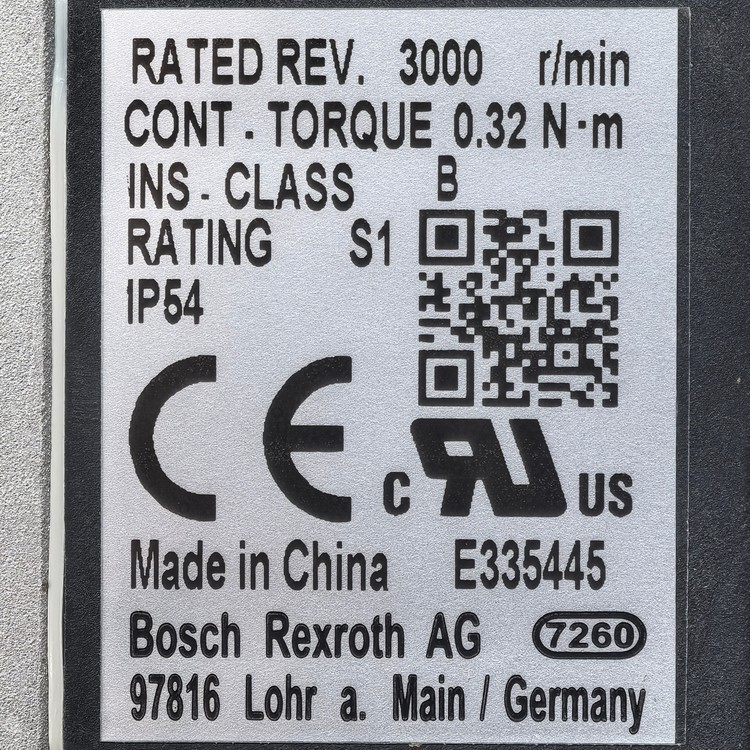 RATED REV. 3000 r/min
CONT - TORQUE 0.32 N·m
INS - CLASS B
RATING S1
IP54
CE
c RU US
Made in China E335445
Bosch Rexroth AG 7260
97816 Lohr a. Main / Germany